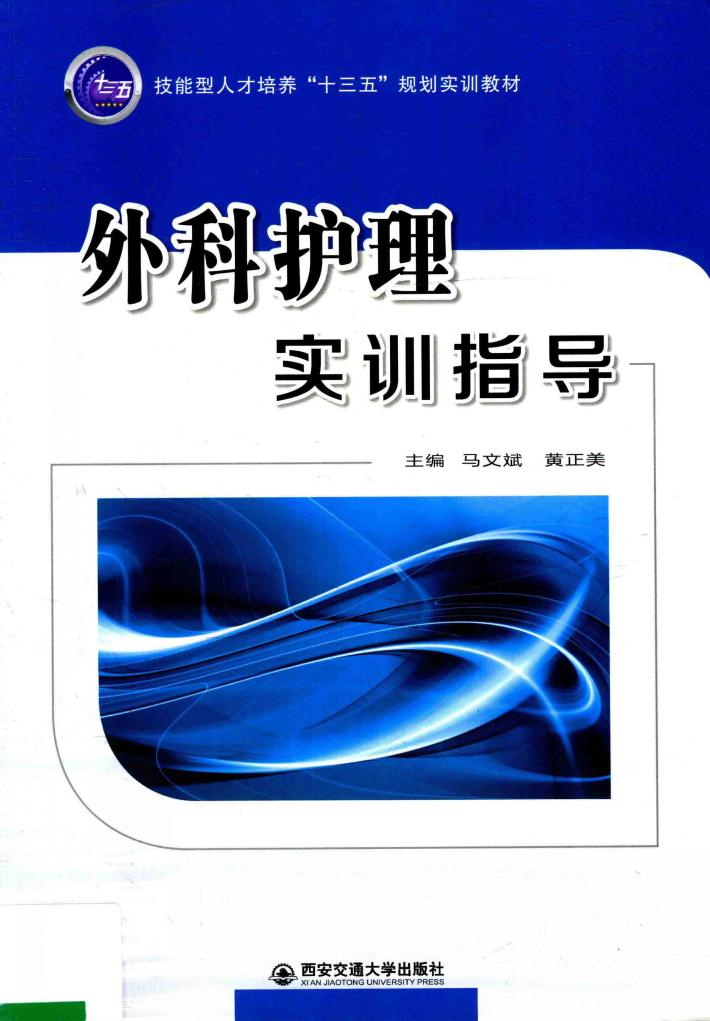 十三五
技能型人才培养“十三五”规划实训教材
外科护理
实训指导
主编 马文斌 黄正美
西安交通大学出版社
XI'AN JIAOTONG UNIVERSITY PRESS